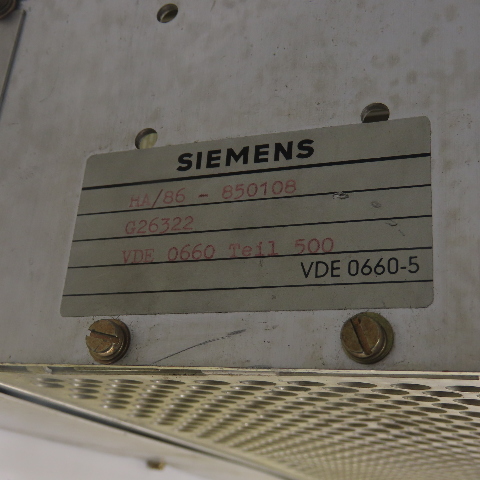 SIEMENS
MA/86 - 850108
G26322
VDE 0660 Teil 500
VDE 0660-5